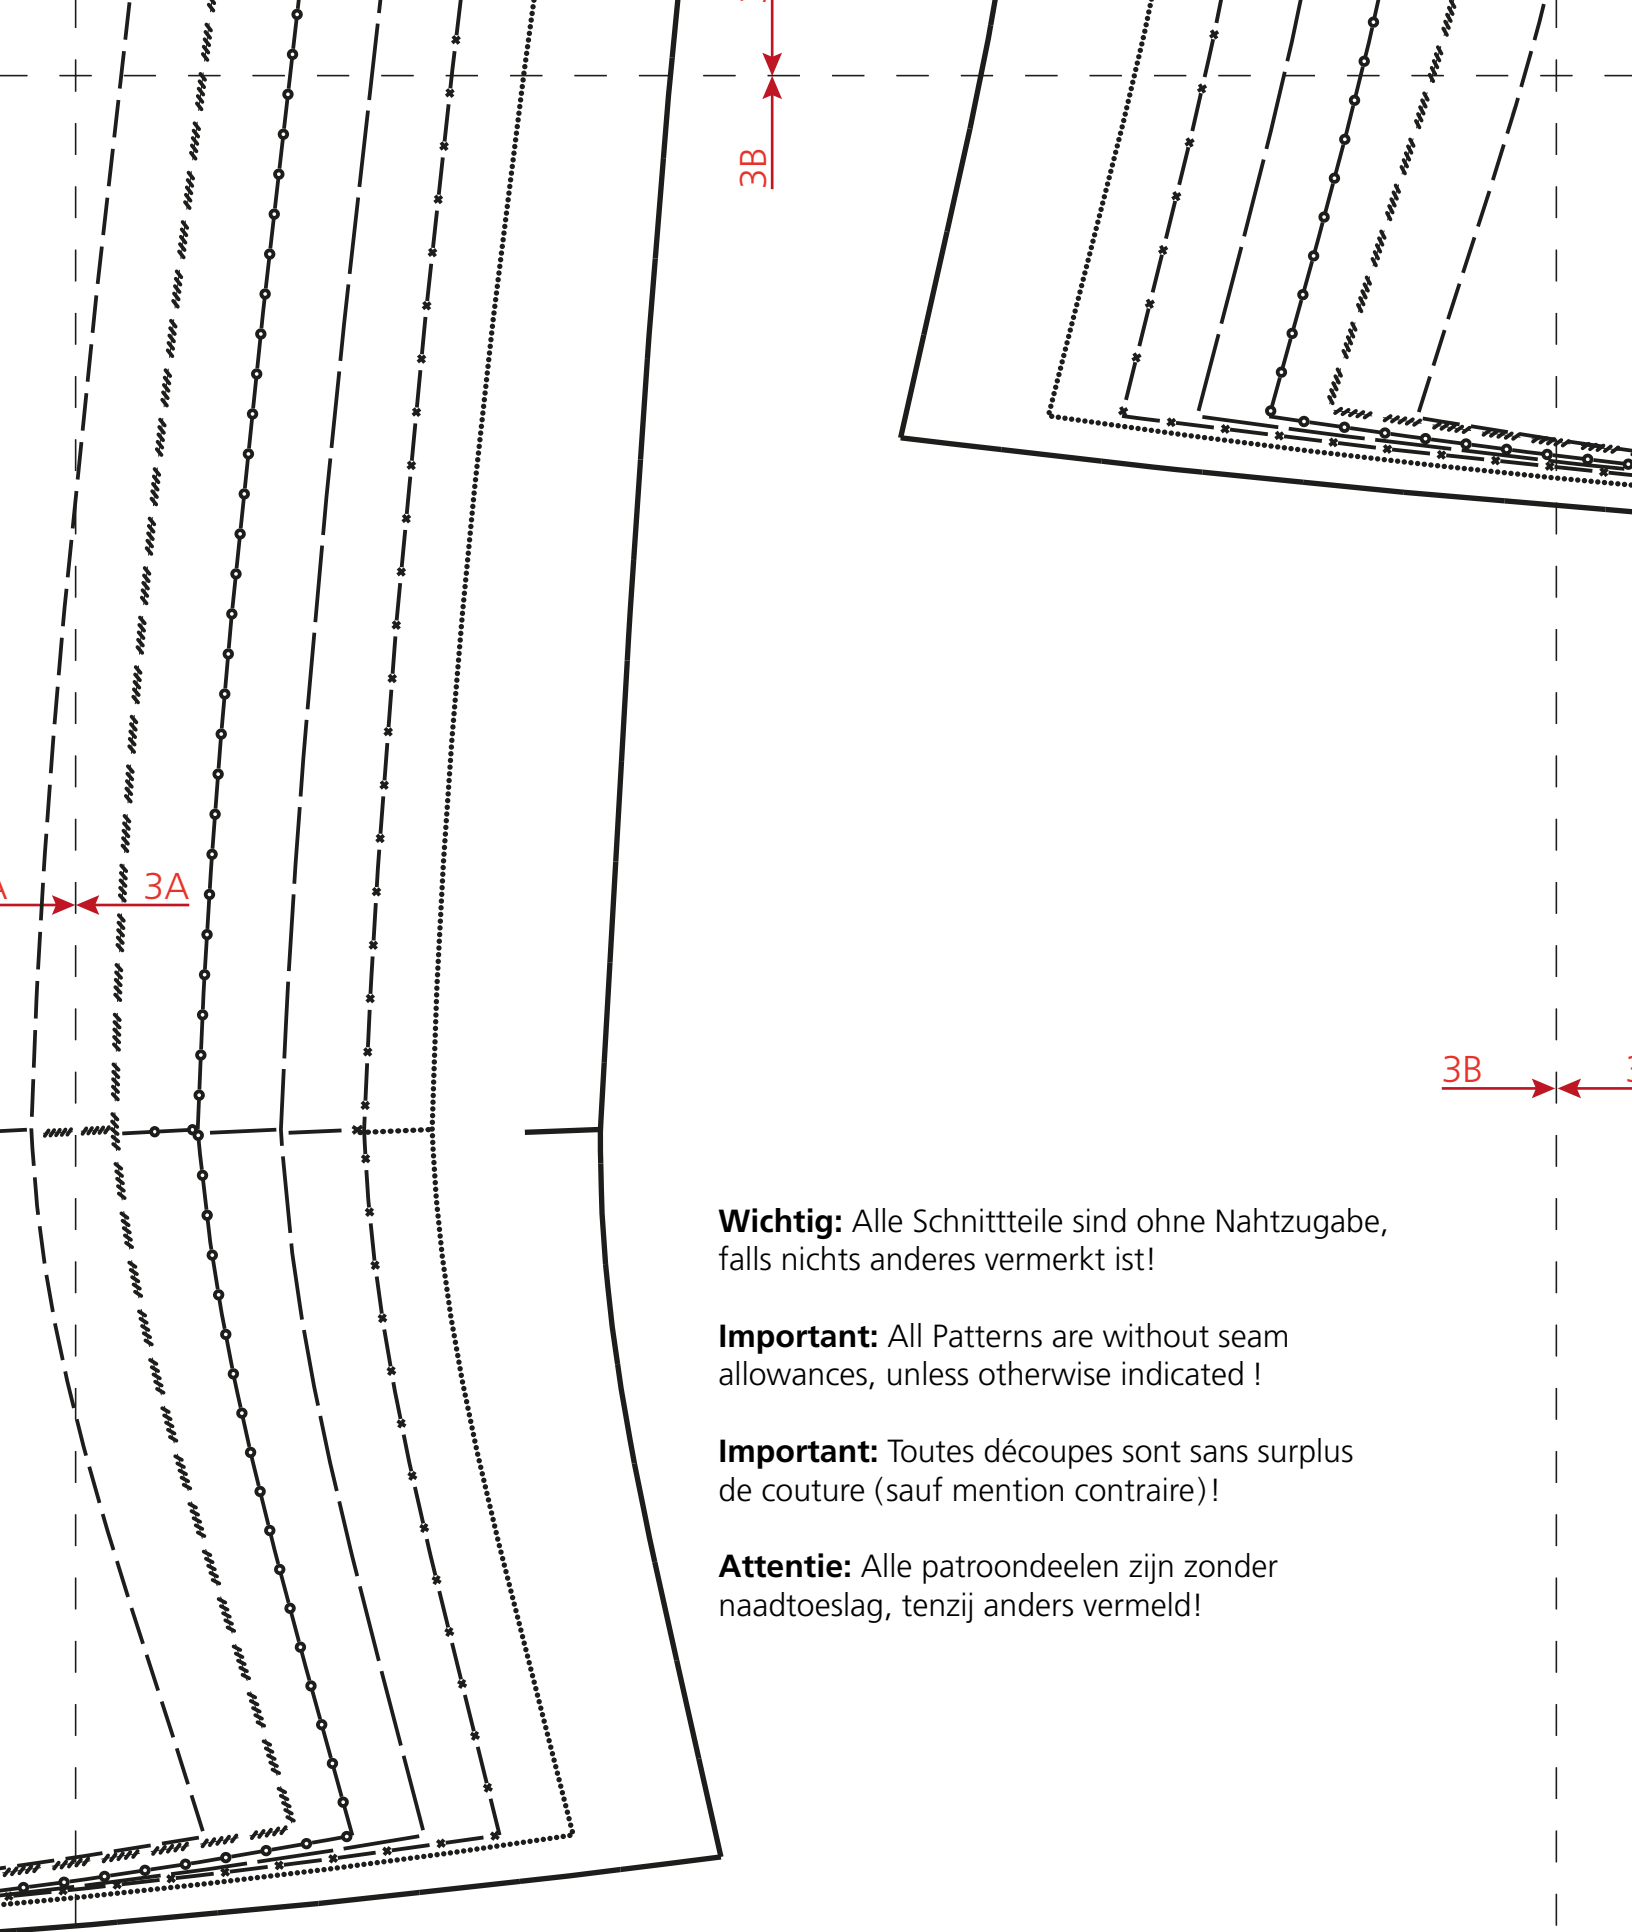 3B
3A
3B
Wichtig: Alle Schnittteile sind ohne Nahtzugabe,
falls nichts anderes vermerkt ist!
Important: All Patterns are without seam
allowances, unless otherwise indicated !
Important: Toutes découpes sont sans surplus
de couture (sauf mention contraire)!
Attentie: Alle patroondeelen zijn zonder
naadtoeslag, tenzij anders vermeld!